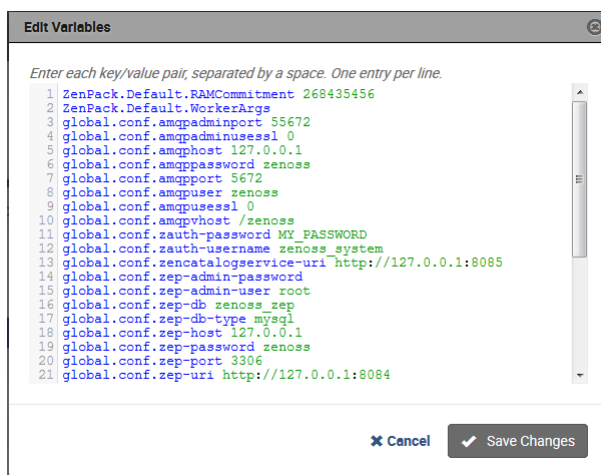 Edit Variables
Enter each key/value pair, separated by a space. One entry per line.
1 ZenPack.Default.RAMCommitment 268435456
2 ZenPack.Default.WorkerArgs
3 global.conf.amqpadminport 55672
4 global.conf.amqpadminusessl 0
5 global.conf.amqphost 127.0.0.1
6 global.conf.amqppassword zenoss
7 global.conf.amqpport 5672
8 global.conf.amqpuser zenoss
9 global.conf.amqpusessl 0
10 global.conf.amqpvhost /zenoss
11 global.conf.zauth-password MY_PASSWORD
12 global.conf.zauth-username zenoss_system
13 global.conf.zencatalogservice-uri http://127.0.0.1:8085
14 global.conf.zep-admin-password
15 global.conf.zep-admin-user root
16 global.conf.zep-db zenoss_zep
17 global.conf.zep-db-type mysql
18 global.conf.zep-host 127.0.0.1
19 global.conf.zep-password zenoss
20 global.conf.zep-port 3306
21 global.conf.zep-uri http://127.0.0.1:8084
Cancel Save Changes